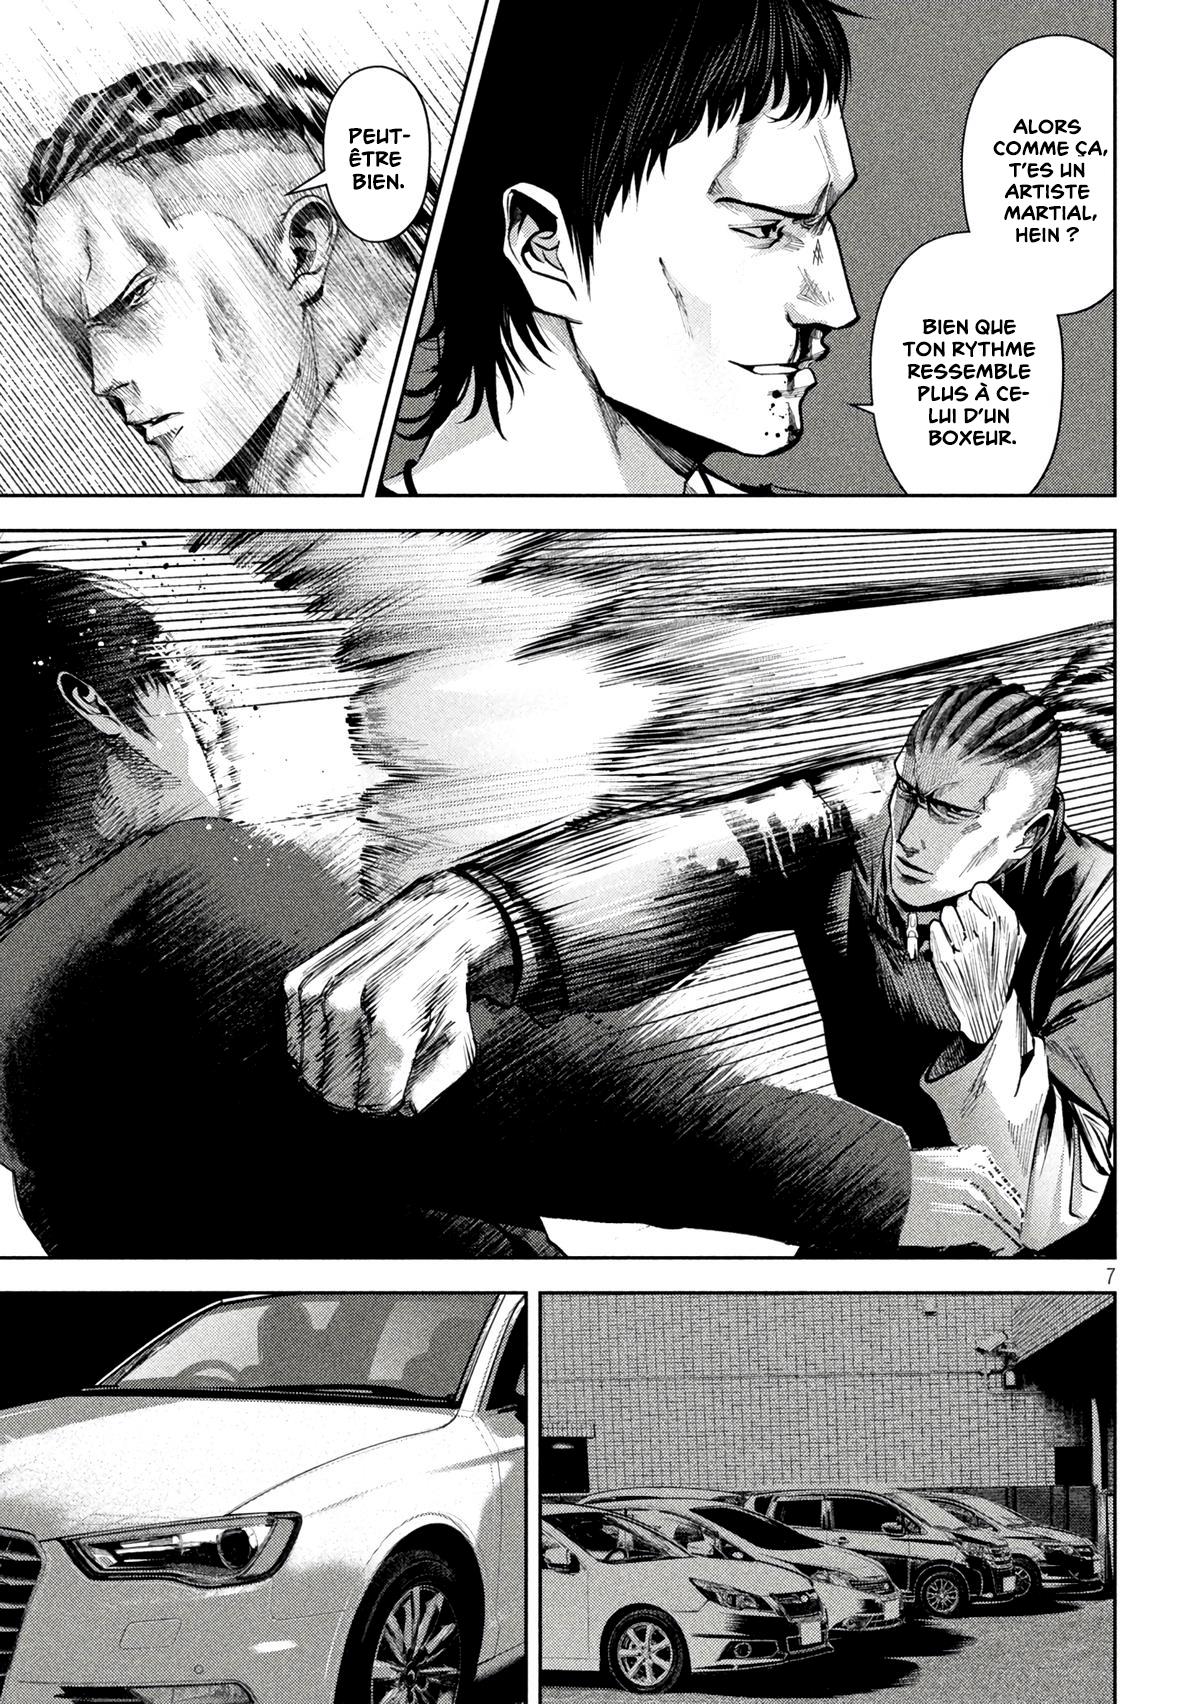 ALORS
COMME ÇA,
T'ES UN
ARTISTE
MARTIAL,
HEIN ?
BIEN QUE
TON RYTHME
RESSEMBLE
PLUS À CE-
LUI D'UN
BOXEUR.
PEUT-
ÊTRE
BIEN.
7